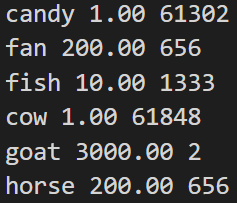 candy 1.00 61302
fan 200.00 656
fish 10.00 1333
cow 1.00 61848
goat 3000.00 2
horse 200.00 656